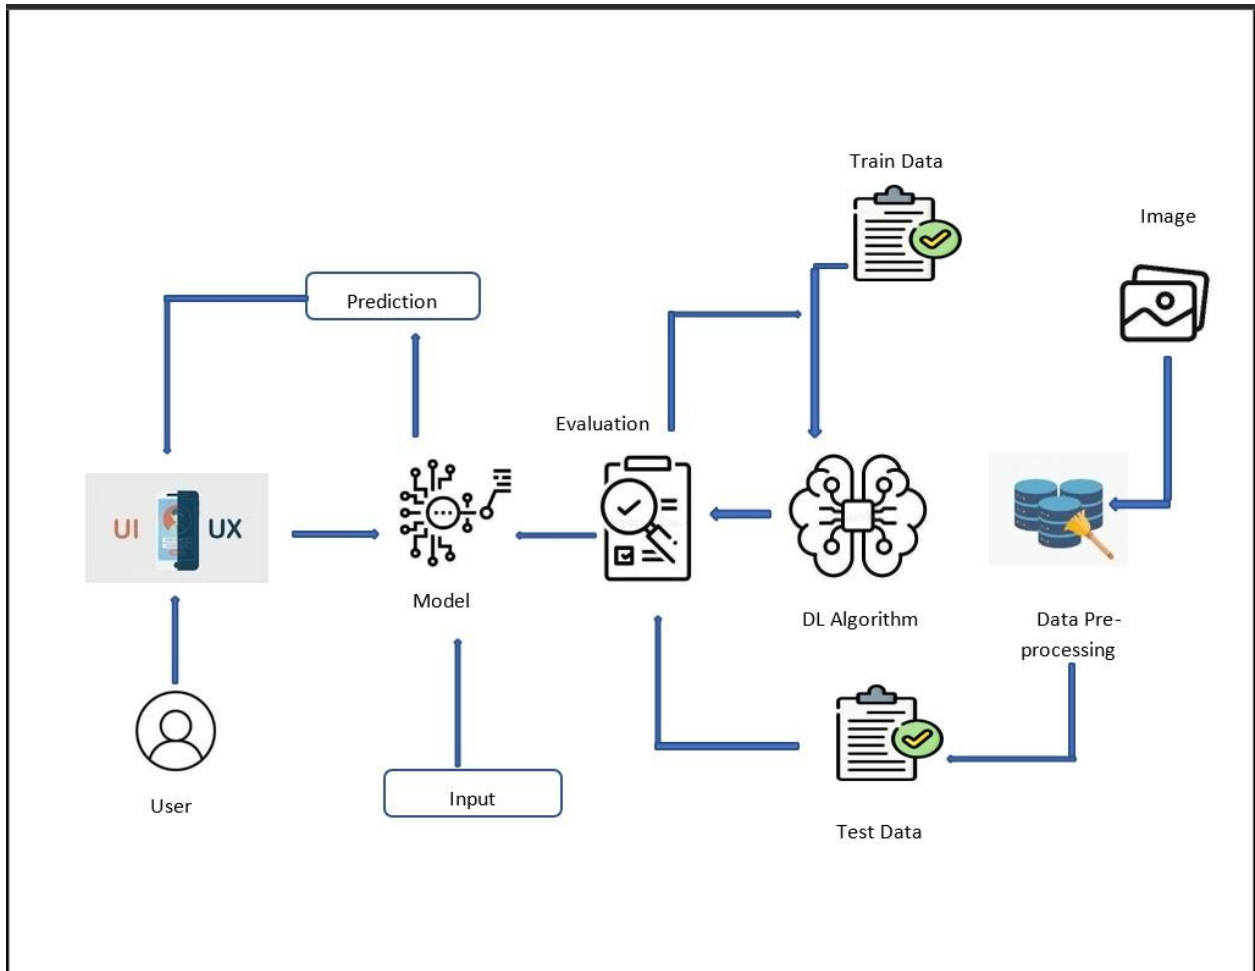 Train Data
Image
Prediction
Evaluation
UI UX
Model
DL Algorithm
Data Pre-
processing
Input
User
Test Data